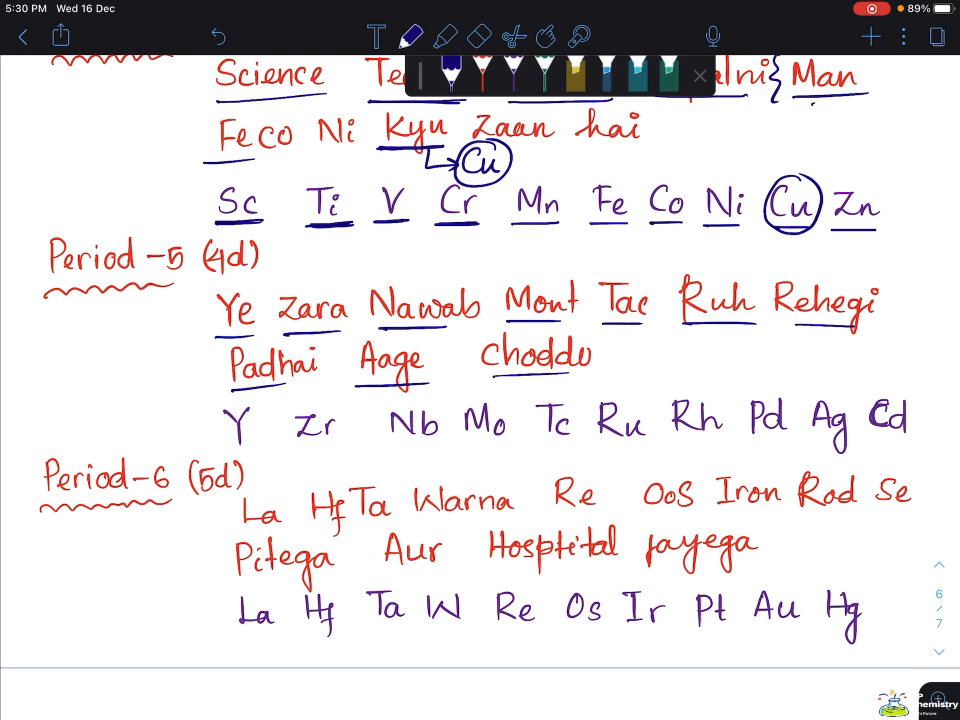 5:30 PM Wed 16 Dec
89%
Science Man
Fe co Ni Kyu Zaan hai
Cu
Sc Ti V Cr Mn Fe Co Ni Cu Zn
Period -5 (4d)
Ye Zara Nawab Mont Tac Ruh Rehegi
Padhai Aage Choddo
Y Zr Nb Mo Tc Ru Rh Pd Ag Cd
Period-6 (5d)
La Hf Ta Warna Re OoS Iron Rod Se
Pitega Aur Hosptital jayega
La Hf Ta W Re Os Ir Pt Au Hg
6
7